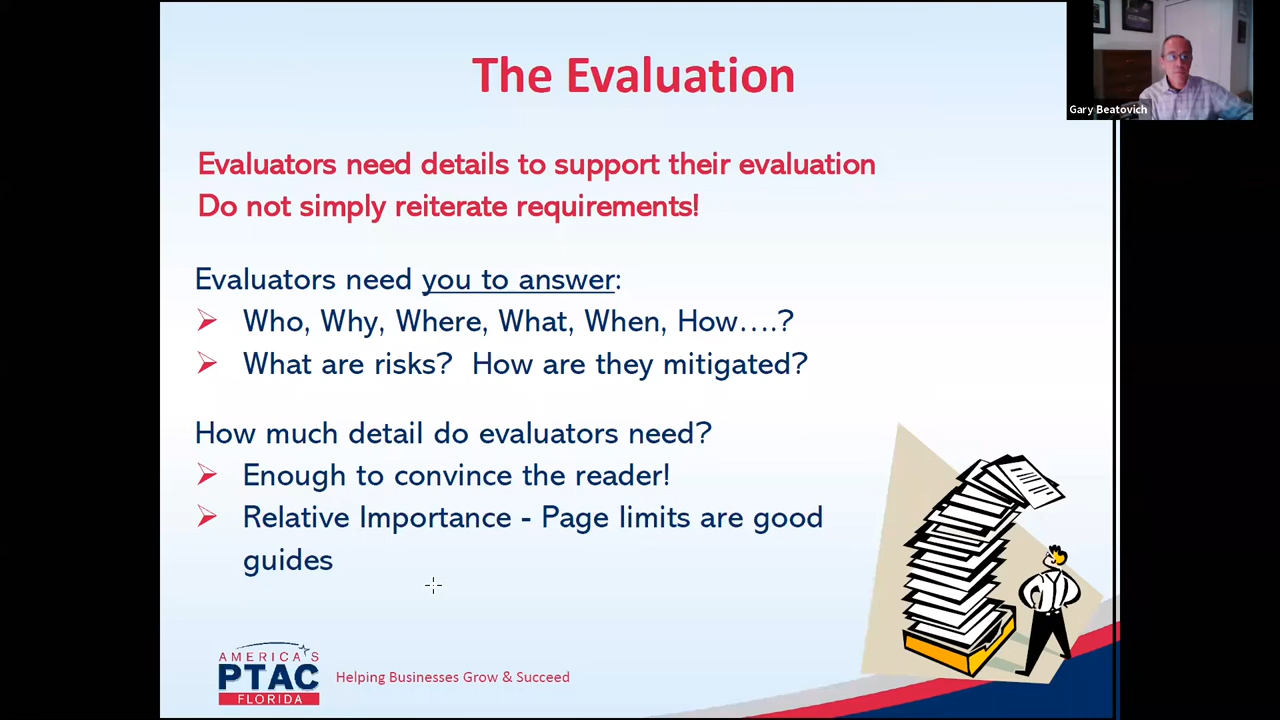 The Evaluation
Gary Beatovich
Evaluators need details to support their evaluation
Do not simply reiterate requirements!
Evaluators need you to answer:
Who, Why, Where, What, When, How….?
What are risks?  How are they mitigated?
How much detail do evaluators need?
Enough to convince the reader!
Relative Importance - Page limits are good
guides
AMERICA'S
PTAC
FLORIDA
Helping Businesses Grow & Succeed